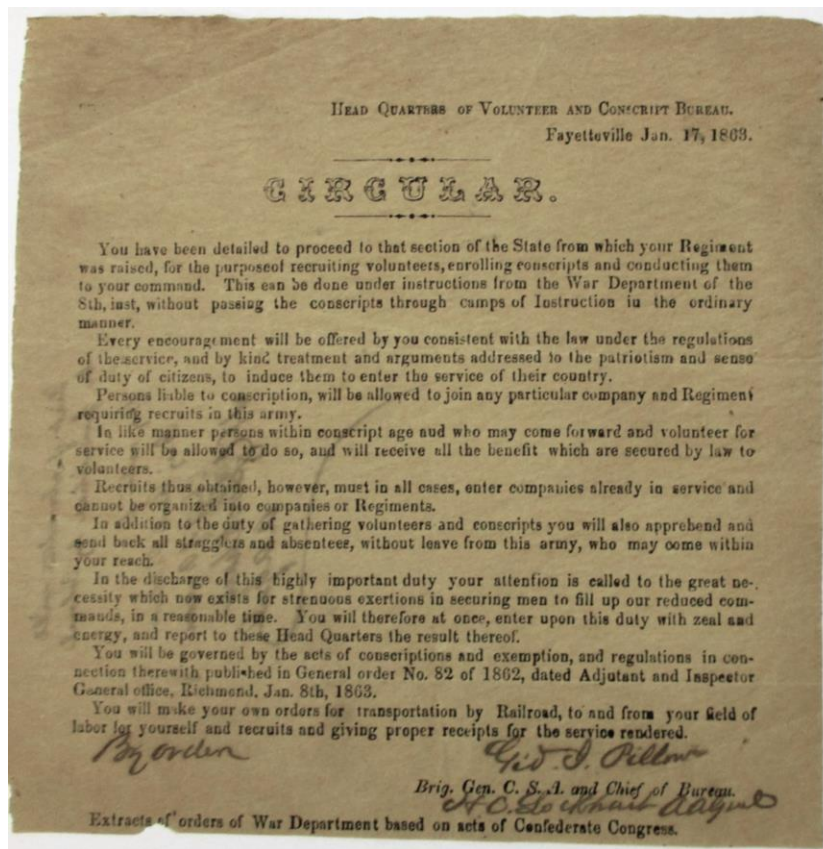 HEAD QUARTERS OF VOLUNTEER AND CONSCRIPT BUREAU.
Fayetteville Jan. 17, 1863.
CIRCULAR.
You have been detailed to proceed to that section of the State from which your Regiment
was raised, for the purposeof recruiting volunteers, enrolling conscripts and conducting them
to your command. This can be done under instructions from the War Department of the
8th, inst, without passing the conscripts through camps of Instruction in the ordinary
manner.
Every encouragement will be offered by you consistent with the law under the regulations
of the service, and by kind treatment and arguments addressed to the patriotism and sense
of duty of citizens, to induce them to enter the service of their country.
Persons liable to conscription, will be allowed to join any particular company and Regiment
requiring recruits in this army.
In like manner persons within conscript age aud who may come forward and volunteer for
service will be allowed to do so, and will receive all the benefit which are secured by law to
volunteers.
Recruits thus obtained, however, must in all cases, enter companies already in service and
cannot be organized into companies or Regiments.
In addition to the duty of gathering volunteers and conscripts you will also apprehend and
send back all stragglers and absentees, without leave from this army, who may come within
your reach.
In the discharge of this highly important duty your attention is called to the great ne-
cessity which now exists for strenuous exertions in securing men to fill up our reduced com-
mands, in a reasonable time. You will therefore at once, enter upon this duty with zeal and
energy, and report to these Head Quarters the result thereof.
You will be governed by the acts of conscriptions and exemption, and regulations in con-
nection therewith published in General order No. 82 of 1862, dated Adjutant and Inspector
General office, Richmond, Jan. 8th, 1863.
You will make your own orders for transportation by Railroad, to and from your field of
labor for yourself and recruits and giving proper receipts for the service rendered.
By order Gid. J. Pillow
Brig. Gen. C. S. A. and Chief of Bureau.
H. C. Lockhart
Extracts of orders of War Department based on acts of Confederate Congress.